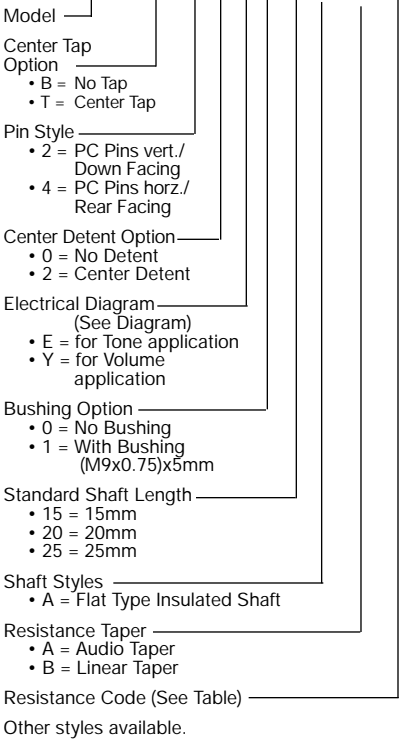 Model
Center Tap
Option
• B = No Tap
• T = Center Tap
Pin Style
• 2 = PC Pins vert./
Down Facing
• 4 = PC Pins horz./
Rear Facing
Center Detent Option
• 0 = No Detent
• 2 = Center Detent
Electrical Diagram
(See Diagram)
• E = for Tone application
• Y = for Volume
application
Bushing Option
• 0 = No Bushing
• 1 = With Bushing
(M9x0.75)x5mm
Standard Shaft Length
• 15 = 15mm
• 20 = 20mm
• 25 = 25mm
Shaft Styles
• A = Flat Type Insulated Shaft
Resistance Taper
• A = Audio Taper
• B = Linear Taper
Resistance Code (See Table)
Other styles available.